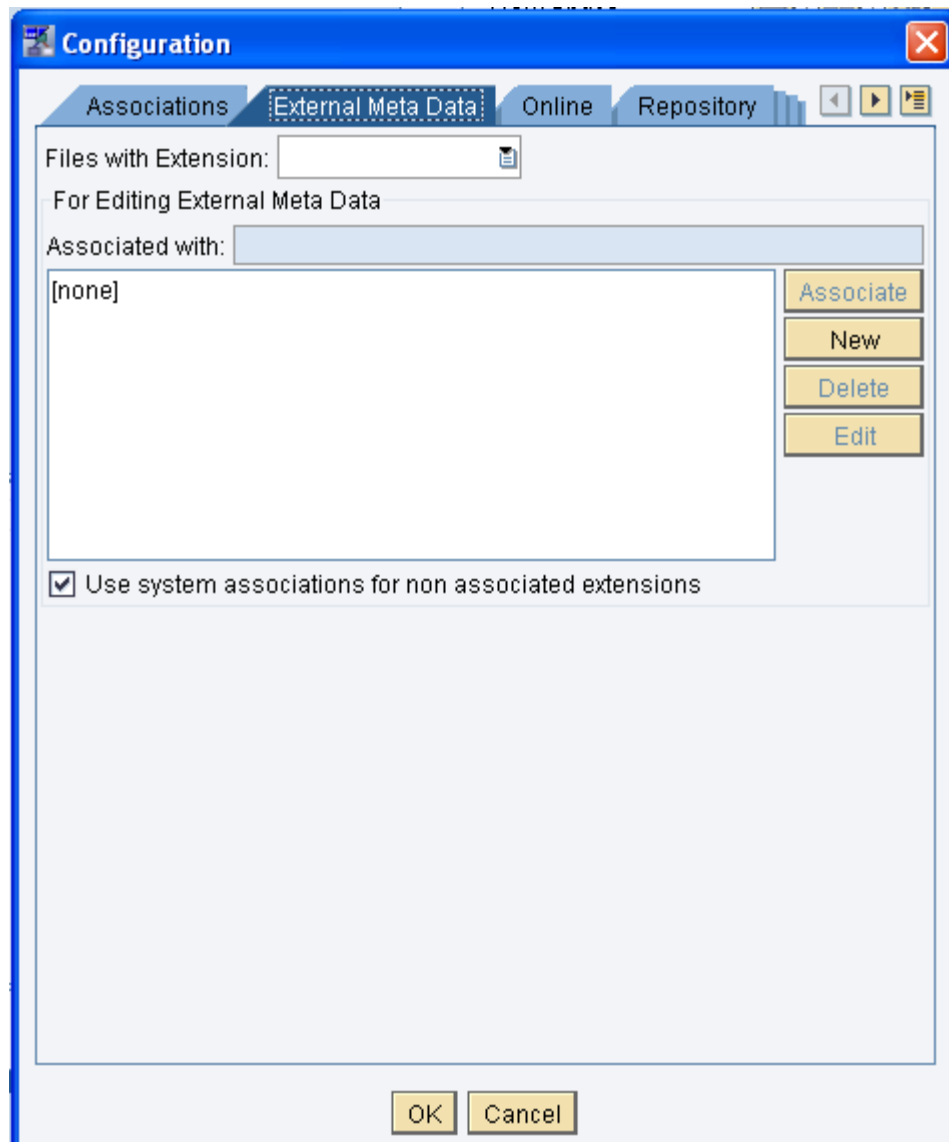 Configuration
Associations External Meta Data Online Repository
Files with Extension:
For Editing External Meta Data
Associated with:
[none]
Associate
New
Delete
Edit
Use system associations for non associated extensions
OK Cancel